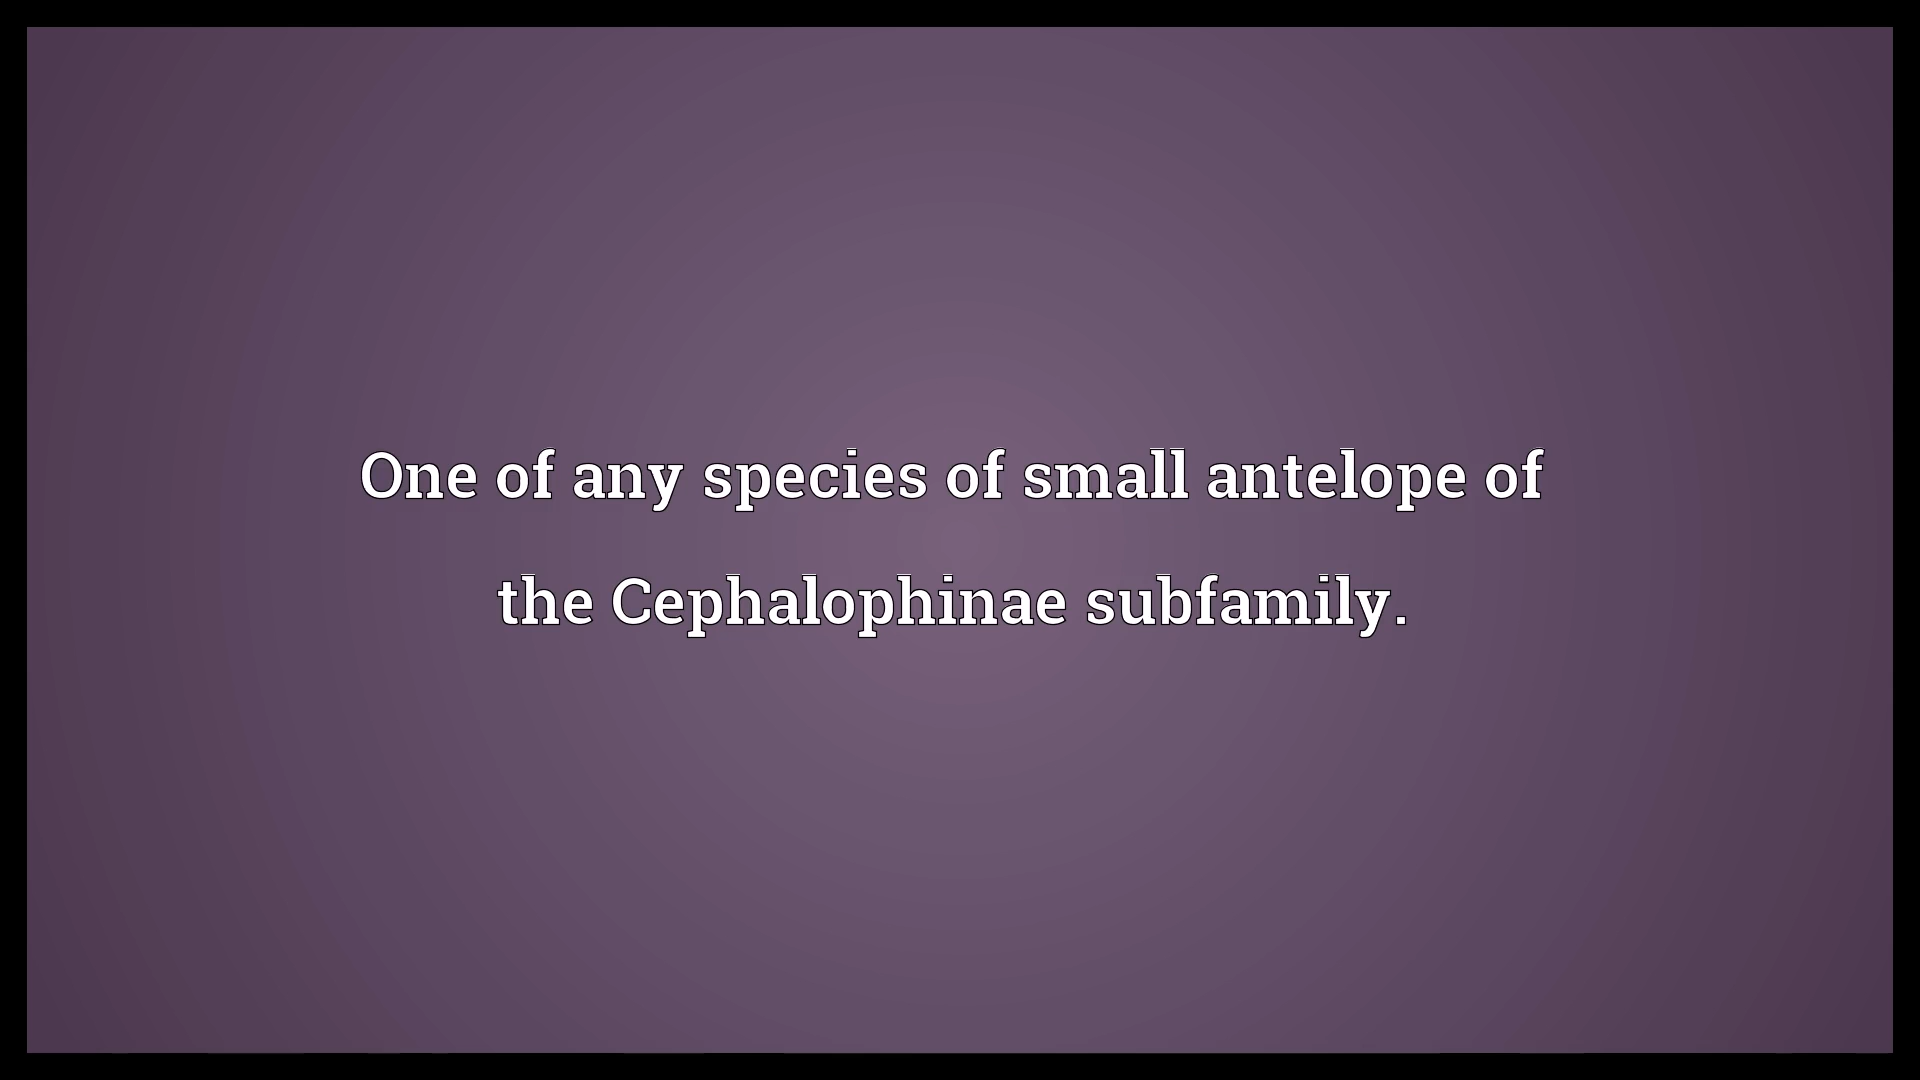 One of any species of small antelope of
the Cephalophinae subfamily.